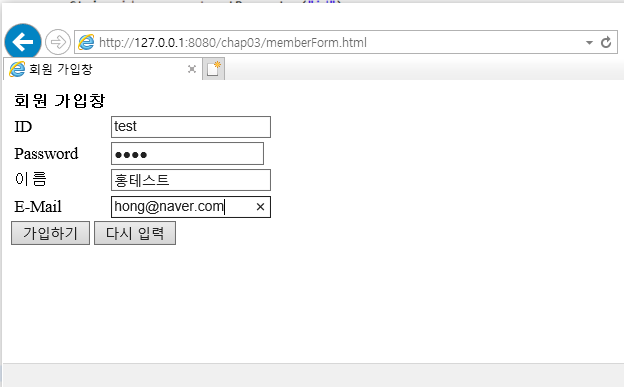 http://127.0.0.1:8080/chap03/memberForm.html
회원 가입창
회원 가입창
ID test
Password ●●●●
이름 홍테스트
E-Mail hong@naver.com ×
가입하기 다시 입력